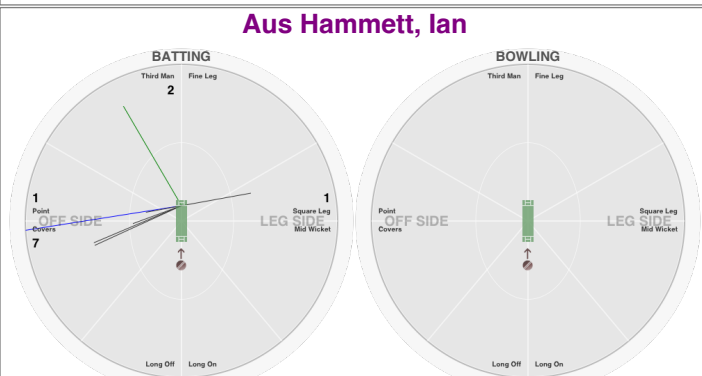 Aus Hammett, Ian
BATTING
Third Man Fine Leg
2
1
1
Point
Square Leg
OFF SIDE
LEG SIDE
Covers
Mid Wicket
7
Long Off Long On
BOWLING
Third Man Fine Leg
Point
Square Leg
OFF SIDE
LEG SIDE
Covers
Mid Wicket
Long Off Long On